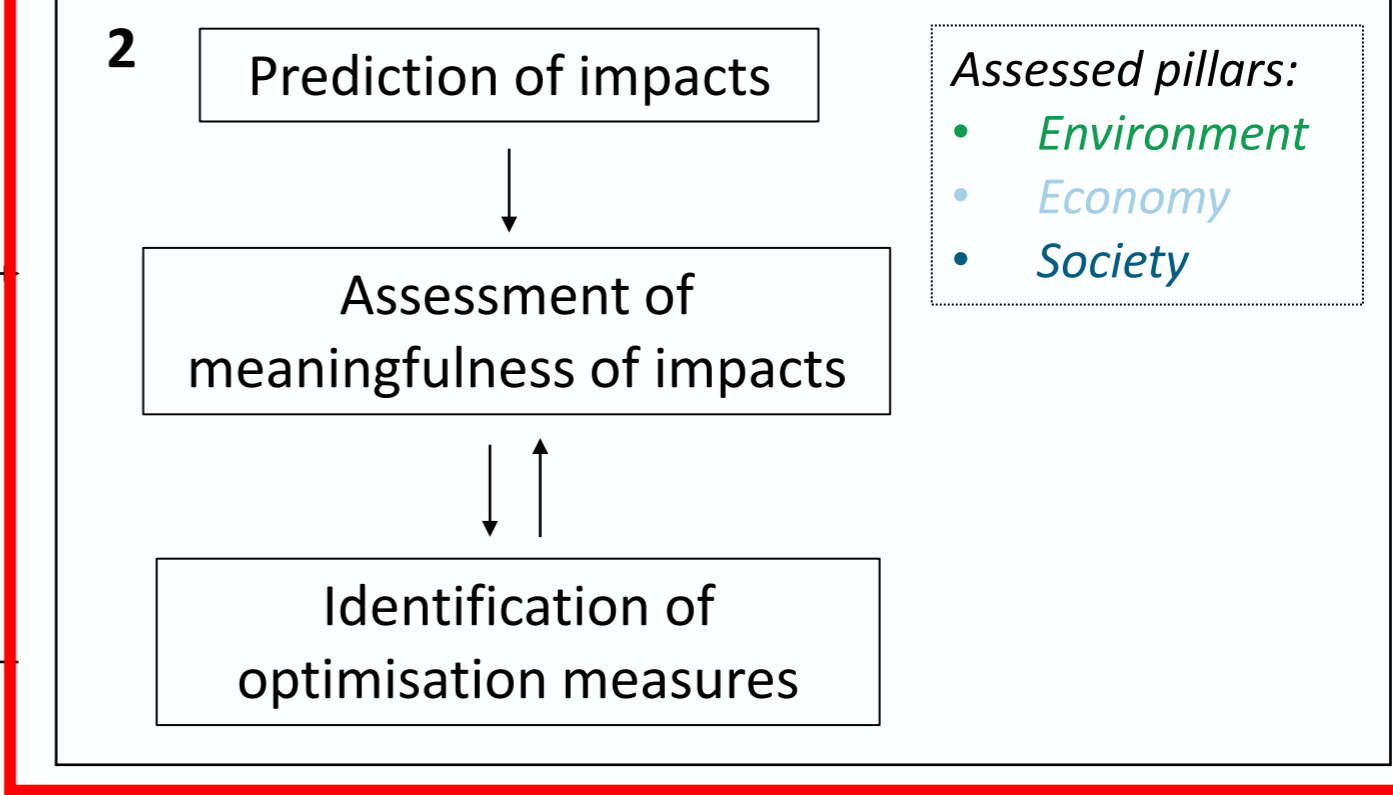 2
Prediction of impacts
Assessment of
meaningfulness of impacts
Identification of
optimisation measures
Assessed pillars:
• Environment
• Economy
• Society